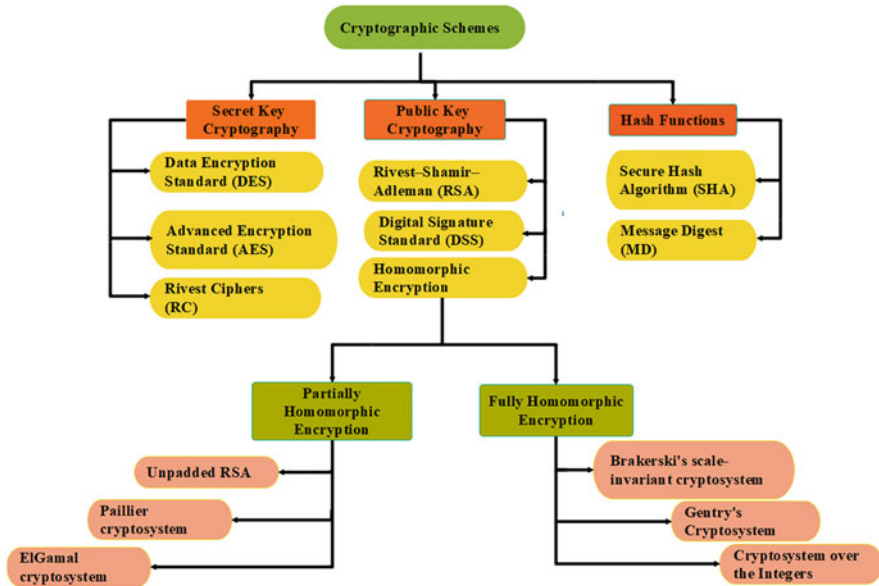 Cryptographic Schemes
Secret Key
Cryptography
Public Key
Cryptography
Hash Functions
Data Encryption
Standard (DES)
Advanced Encryption
Standard (AES)
Rivest Ciphers
(RC)
Rivest–Shamir–
Adleman (RSA)
Digital Signature
Standard (DSS)
Homomorphic
Encryption
Secure Hash
Algorithm (SHA)
Message Digest
(MD)
Partially
Homomorphic
Encryption
Fully Homomorphic
Encryption
Unpadded RSA
Paillier
cryptosystem
ElGamal
cryptosystem
Brakerski's scale-
invariant cryptosystem
Gentry's
Cryptosystem
Cryptosystem over
the Integers